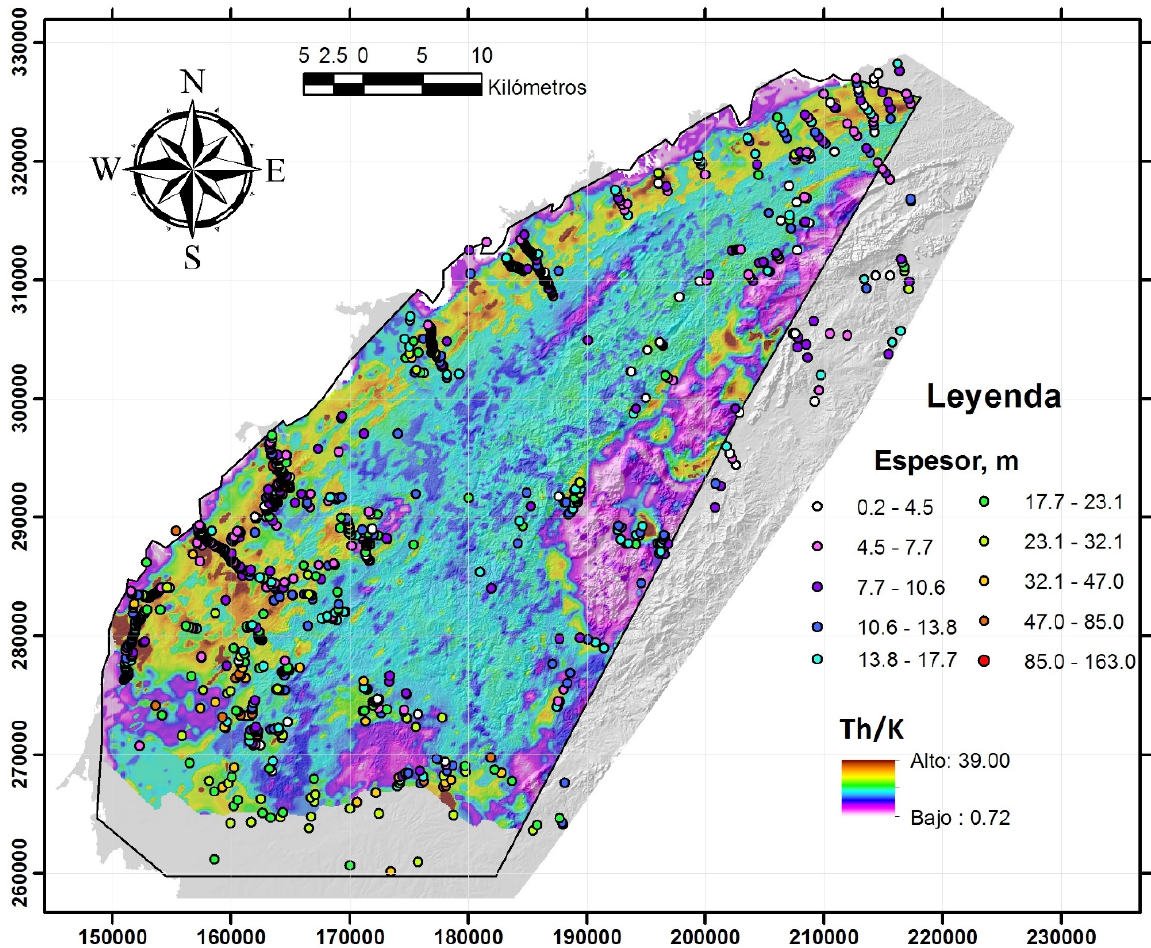 5 2.5 0 5 10
Kilómetros
N
W E
S
330000
320000
310000
300000
290000
280000
270000
260000
Leyenda
Espesor, m
0.2 - 4.5
4.5 - 7.7
7.7 - 10.6
10.6 - 13.8
13.8 - 17.7
17.7 - 23.1
23.1 - 32.1
32.1 - 47.0
47.0 - 85.0
85.0 - 163.0
Th/K
Alto: 39.00
Bajo : 0.72
150000 160000 170000 180000 190000 200000 210000 220000 230000